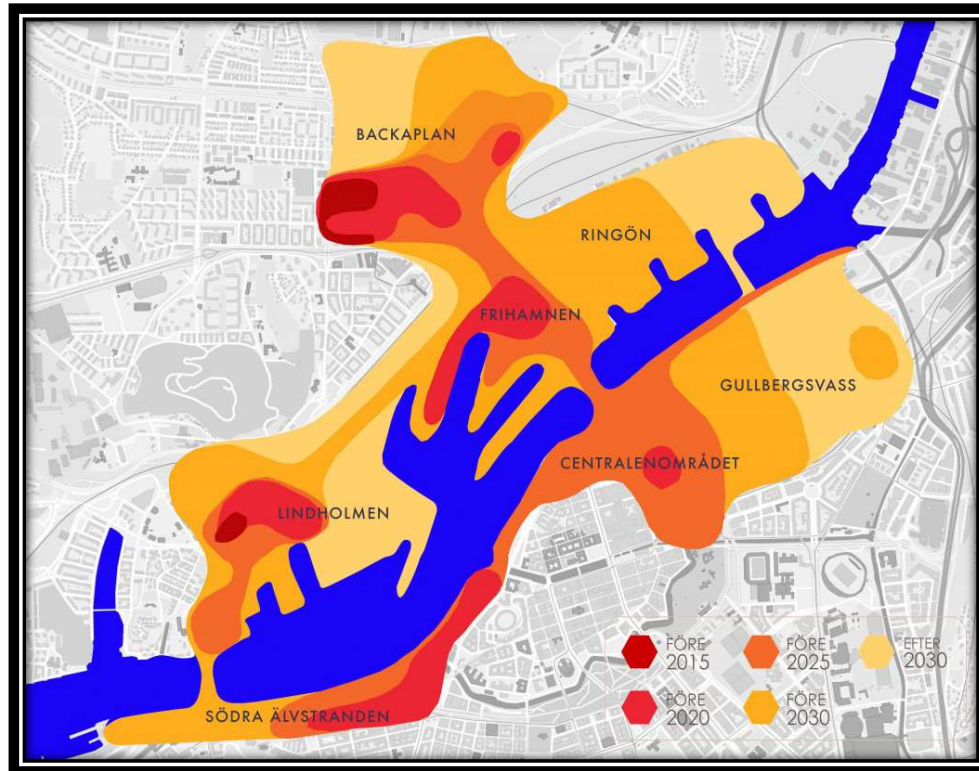 BACKAPLAN
RINGÖN
FRIHAMNEN
GULLBERGSVASS
CENTRALENOMRÅDET
LINDHOLMEN
SÖDRA ÄLVSTRANDEN
FÖRE
2015
FÖRE
2025
EFTER
2030
FÖRE
2020
FÖRE
2030